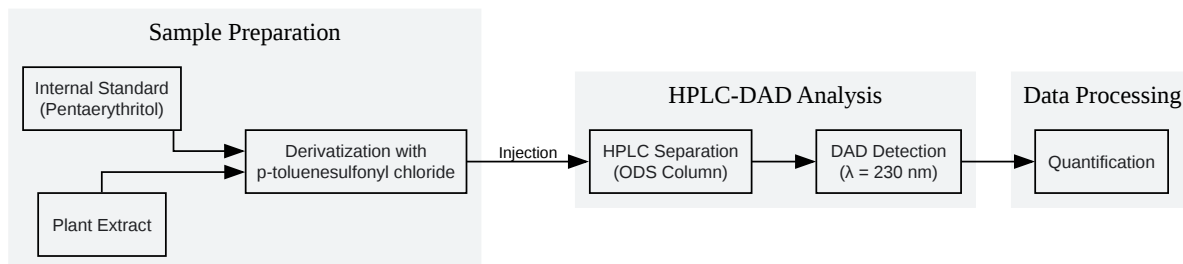 Sample Preparation
Internal Standard
(Pentaerythritol)
Plant Extract
Derivatization with
p-toluenesulfonyl chloride
Injection
HPLC-DAD Analysis
HPLC Separation
(ODS Column)
DAD Detection
(λ = 230 nm)
Data Processing
Quantification